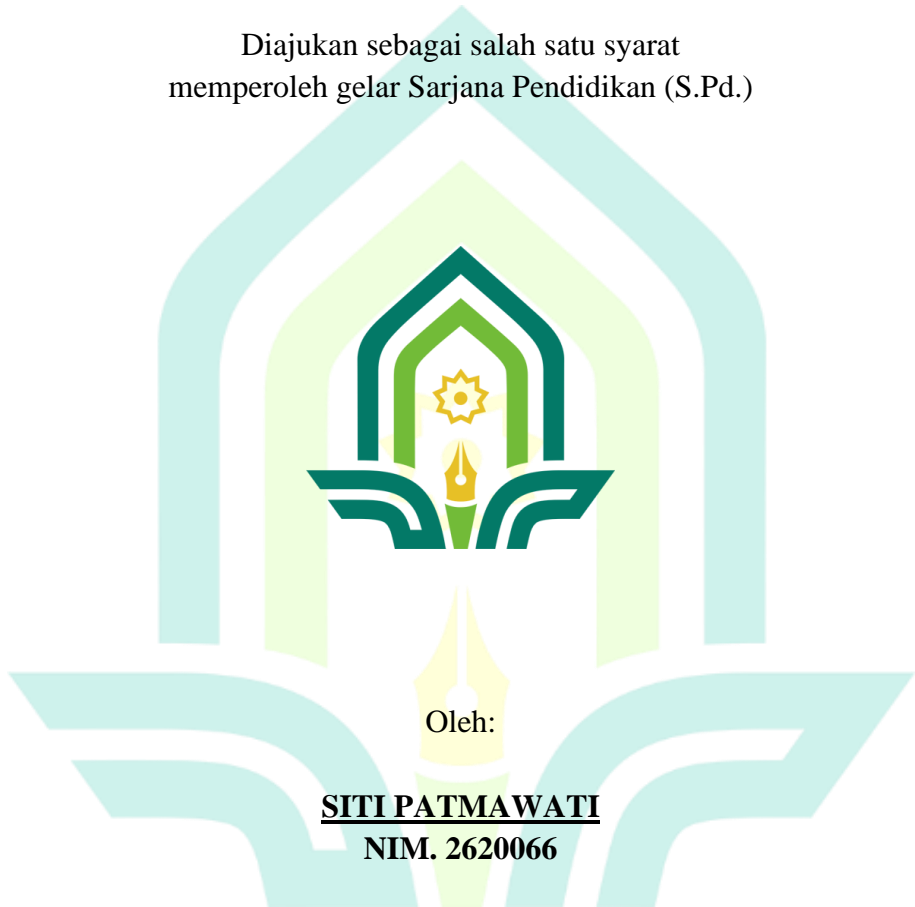 Diajukan sebagai salah satu syarat
memperoleh gelar Sarjana Pendidikan (S.Pd.)
Oleh:
SITI PATMAWATI
NIM. 2620066